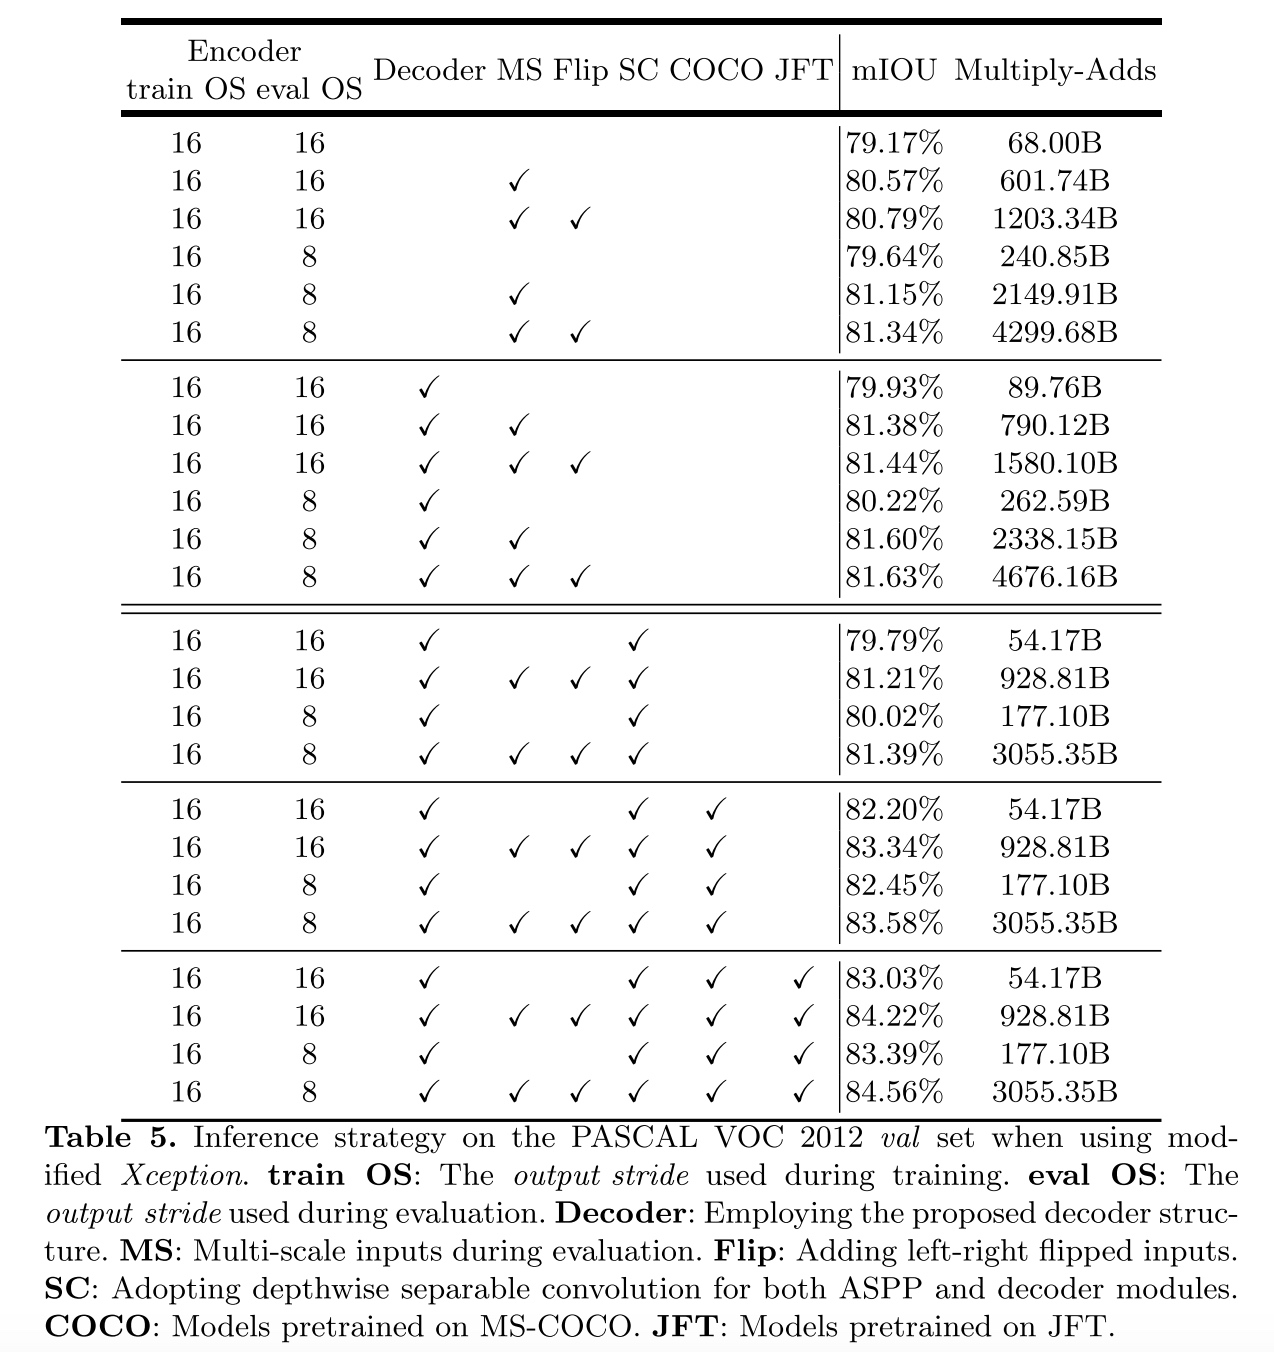 Encoder
train OS eval OS Decoder MS Flip SC COCO JFT mIOU Multiply-Adds
16 16 79.17% 68.00B
16 16 ✓ 80.57% 601.74B
16 16 ✓ ✓ 80.79% 1203.34B
16 8 79.64% 240.85B
16 8 ✓ 81.15% 2149.91B
16 8 ✓ ✓ 81.34% 4299.68B
16 16 ✓ 79.93% 89.76B
16 16 ✓ ✓ 81.38% 790.12B
16 16 ✓ ✓ ✓ 81.44% 1580.10B
16 8 ✓ 80.22% 262.59B
16 8 ✓ ✓ 81.60% 2338.15B
16 8 ✓ ✓ ✓ 81.63% 4676.16B
16 16 ✓ ✓ 79.79% 54.17B
16 16 ✓ ✓ ✓ ✓ 81.21% 928.81B
16 8 ✓ ✓ 80.02% 177.10B
16 8 ✓ ✓ ✓ ✓ 81.39% 3055.35B
16 16 ✓ ✓ ✓ 82.20% 54.17B
16 16 ✓ ✓ ✓ ✓ ✓ 83.34% 928.81B
16 8 ✓ ✓ ✓ 82.45% 177.10B
16 8 ✓ ✓ ✓ ✓ ✓ 83.58% 3055.35B
16 16 ✓ ✓ ✓ ✓ 83.03% 54.17B
16 16 ✓ ✓ ✓ ✓ ✓ ✓ 84.22% 928.81B
16 8 ✓ ✓ ✓ ✓ 83.39% 177.10B
16 8 ✓ ✓ ✓ ✓ ✓ ✓ 84.56% 3055.35B
Table 5. Inference strategy on the PASCAL VOC 2012 val set when using mod-
ified Xception. train OS: The output stride used during training. eval OS: The
output stride used during evaluation. Decoder: Employing the proposed decoder struc-
ture. MS: Multi-scale inputs during evaluation. Flip: Adding left-right flipped inputs.
SC: Adopting depthwise separable convolution for both ASPP and decoder modules.
COCO: Models pretrained on MS-COCO. JFT: Models pretrained on JFT.